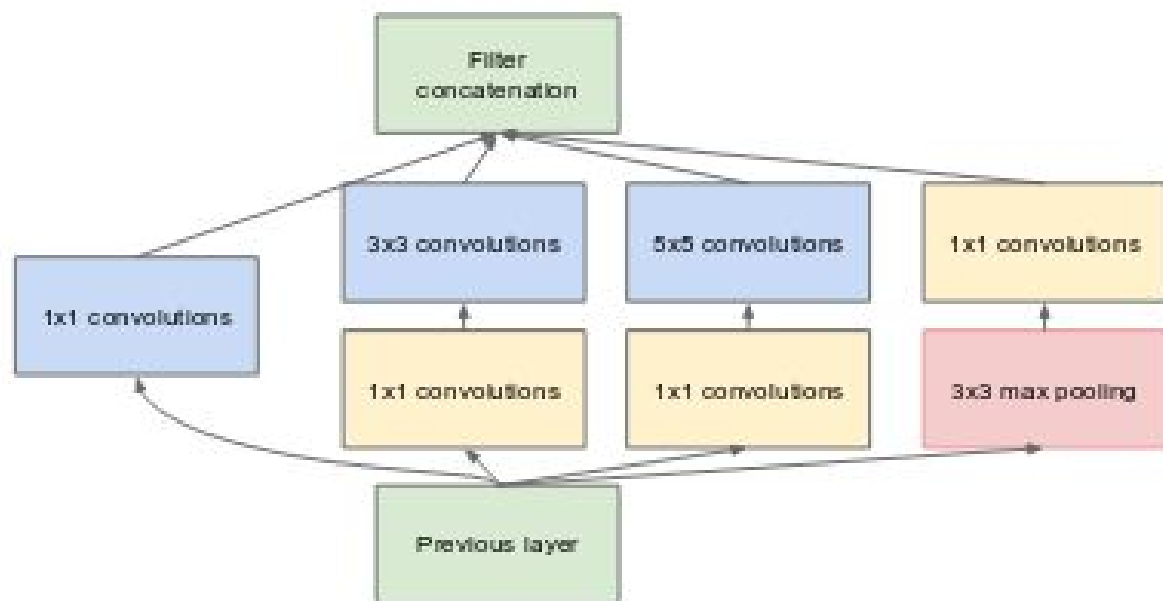 Filter
concatenation
3x3 convolutions
5x5 convolutions
1x1 convolutions
1x1 convolutions
1x1 convolutions
1x1 convolutions
3x3 max pooling
Previous layer